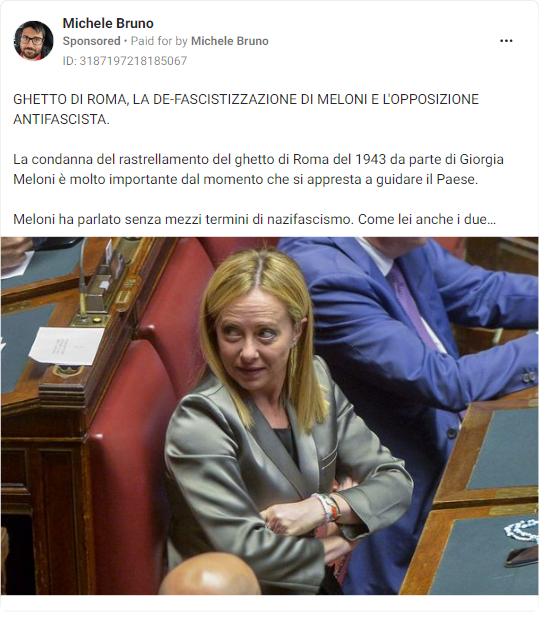 Michele Bruno
Sponsored • Paid for by Michele Bruno
ID: 3187197218185067
GHETTO DI ROMA, LA DE-FASCISTIZZAZIONE DI MELONI E L'OPPOSIZIONE
ANTIFASCISTA.
La condanna del rastrellamento del ghetto di Roma del 1943 da parte di Giorgia
Meloni è molto importante dal momento che si appresta a guidare il Paese.
Meloni ha parlato senza mezzi termini di nazifascismo. Come lei anche i due...